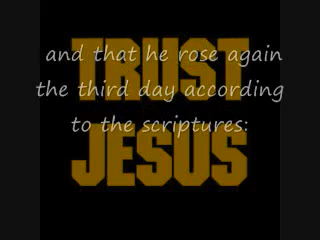 and that he rose again
the third day according
to the scriptures:
TRUST
JESUS